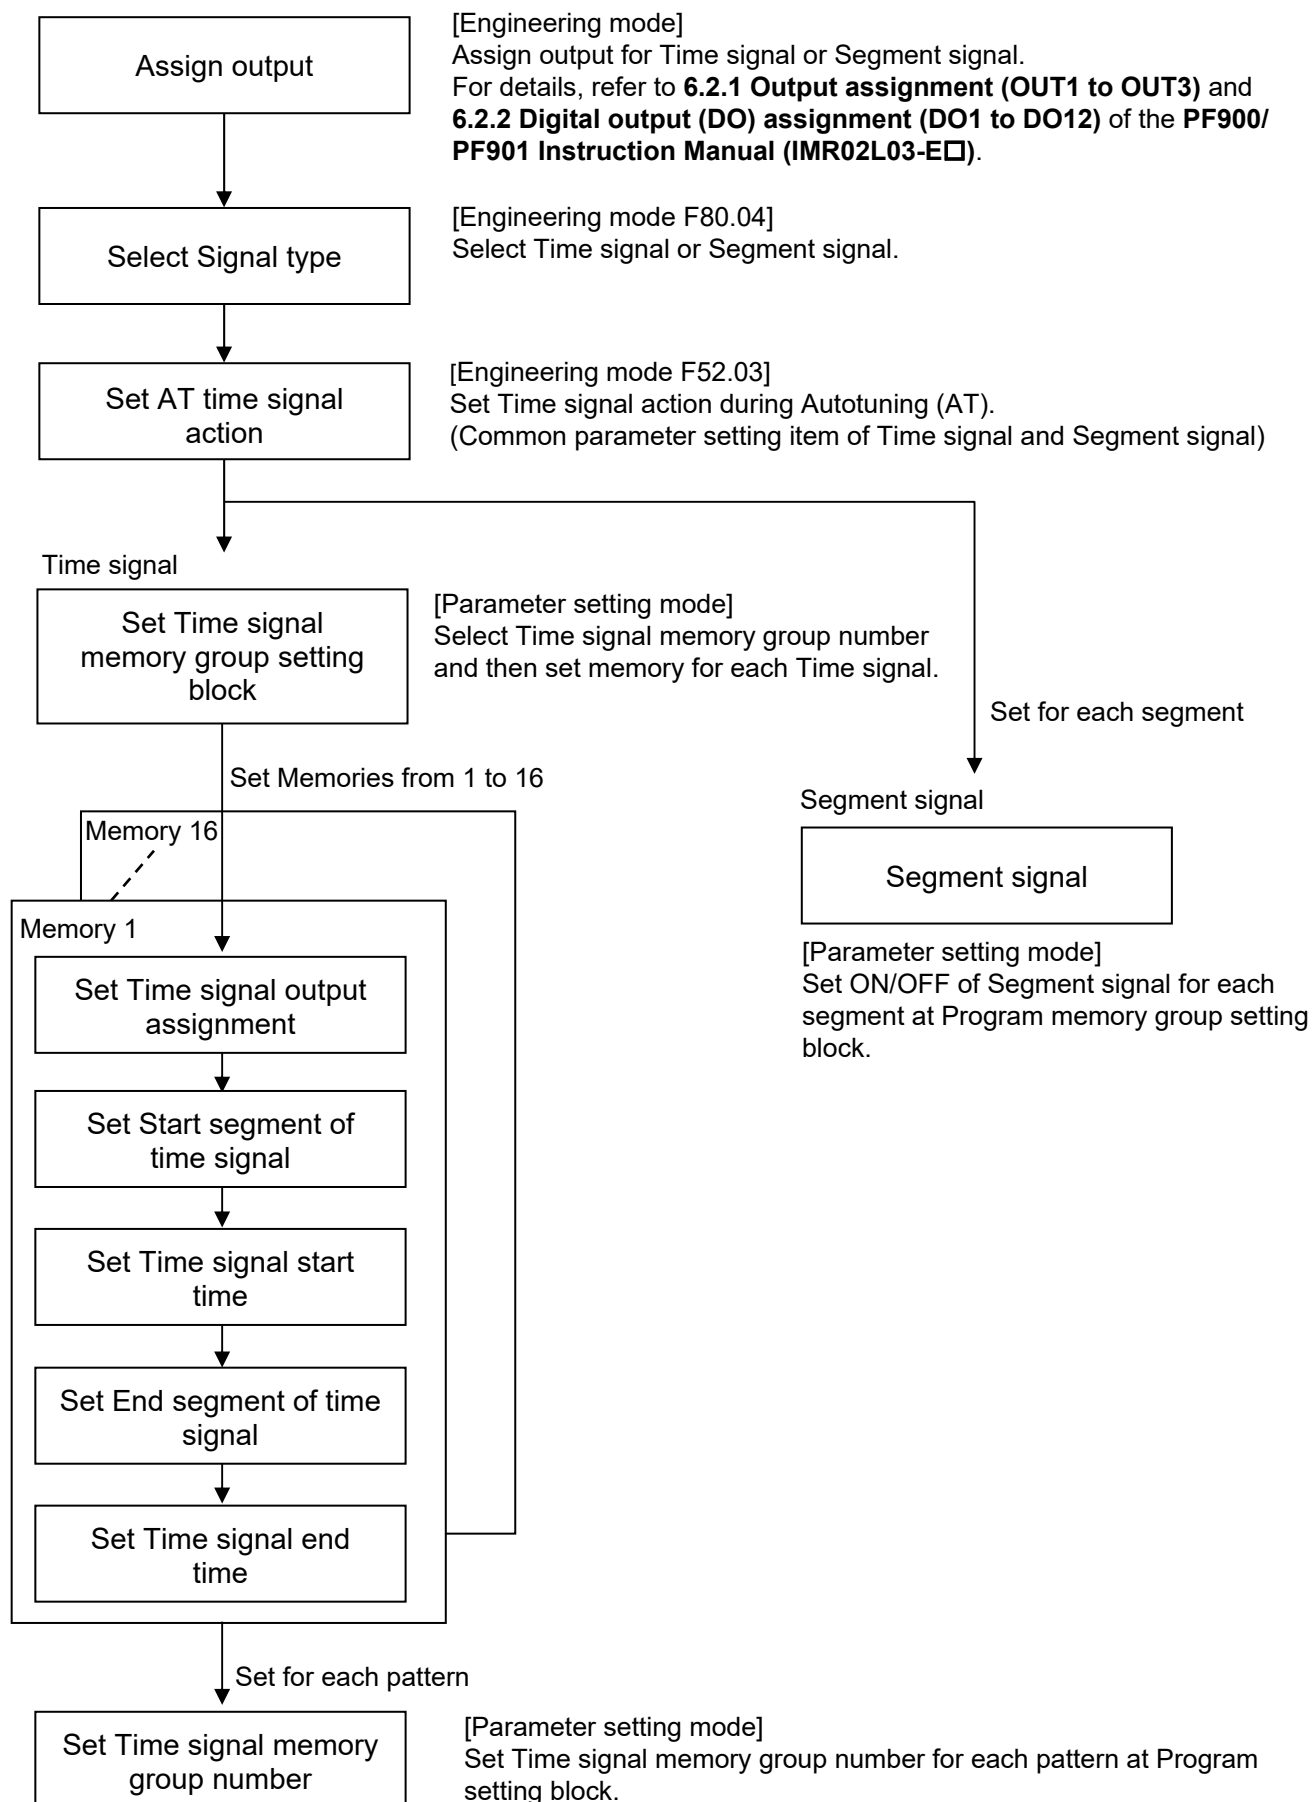 Assign output
[Engineering mode]
Assign output for Time signal or Segment signal.
For details, refer to 6.2.1 Output assignment (OUT1 to OUT3) and
6.2.2 Digital output (DO) assignment (DO1 to DO12) of the PF900/
PF901 Instruction Manual (IMR02L03-E□).
Select Signal type
[Engineering mode F80.04]
Select Time signal or Segment signal.
Set AT time signal
action
[Engineering mode F52.03]
Set Time signal action during Autotuning (AT).
(Common parameter setting item of Time signal and Segment signal)
Time signal
Set Time signal
memory group setting
block
[Parameter setting mode]
Select Time signal memory group number
and then set memory for each Time signal.
Set for each segment
Set Memories from 1 to 16
Segment signal
Segment signal
[Parameter setting mode]
Set ON/OFF of Segment signal for each
segment at Program memory group setting
block.
Memory 16
Memory 1
Set Time signal output
assignment
Set Start segment of
time signal
Set Time signal start
time
Set End segment of time
signal
Set Time signal end
time
Set for each pattern
Set Time signal memory
group number
[Parameter setting mode]
Set Time signal memory group number for each pattern at Program
setting block.